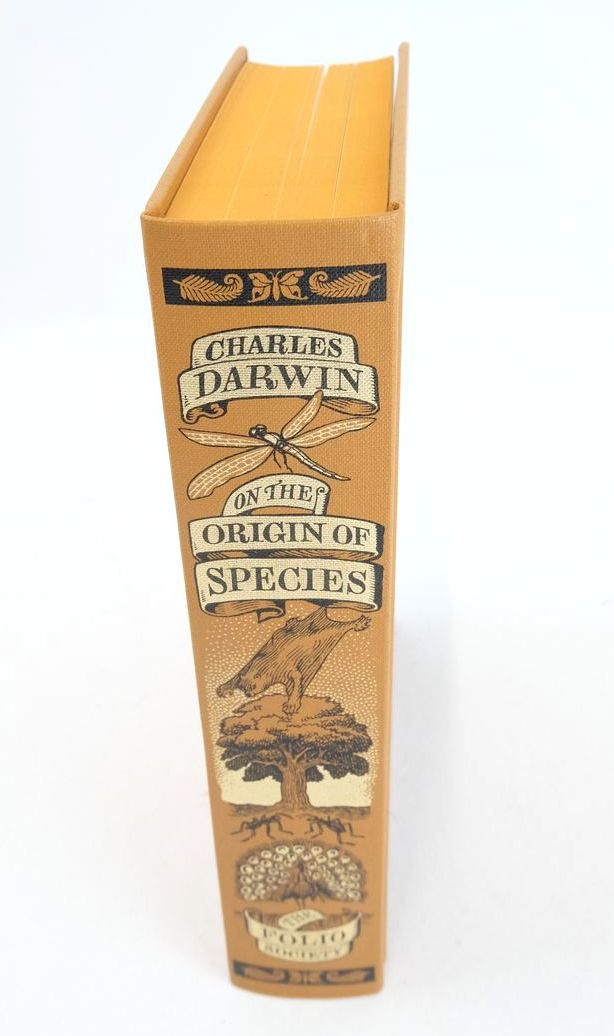 CHARLES
DARWIN
ON THE
ORIGIN OF
SPECIES
THE
FOLIO
SOCIETY